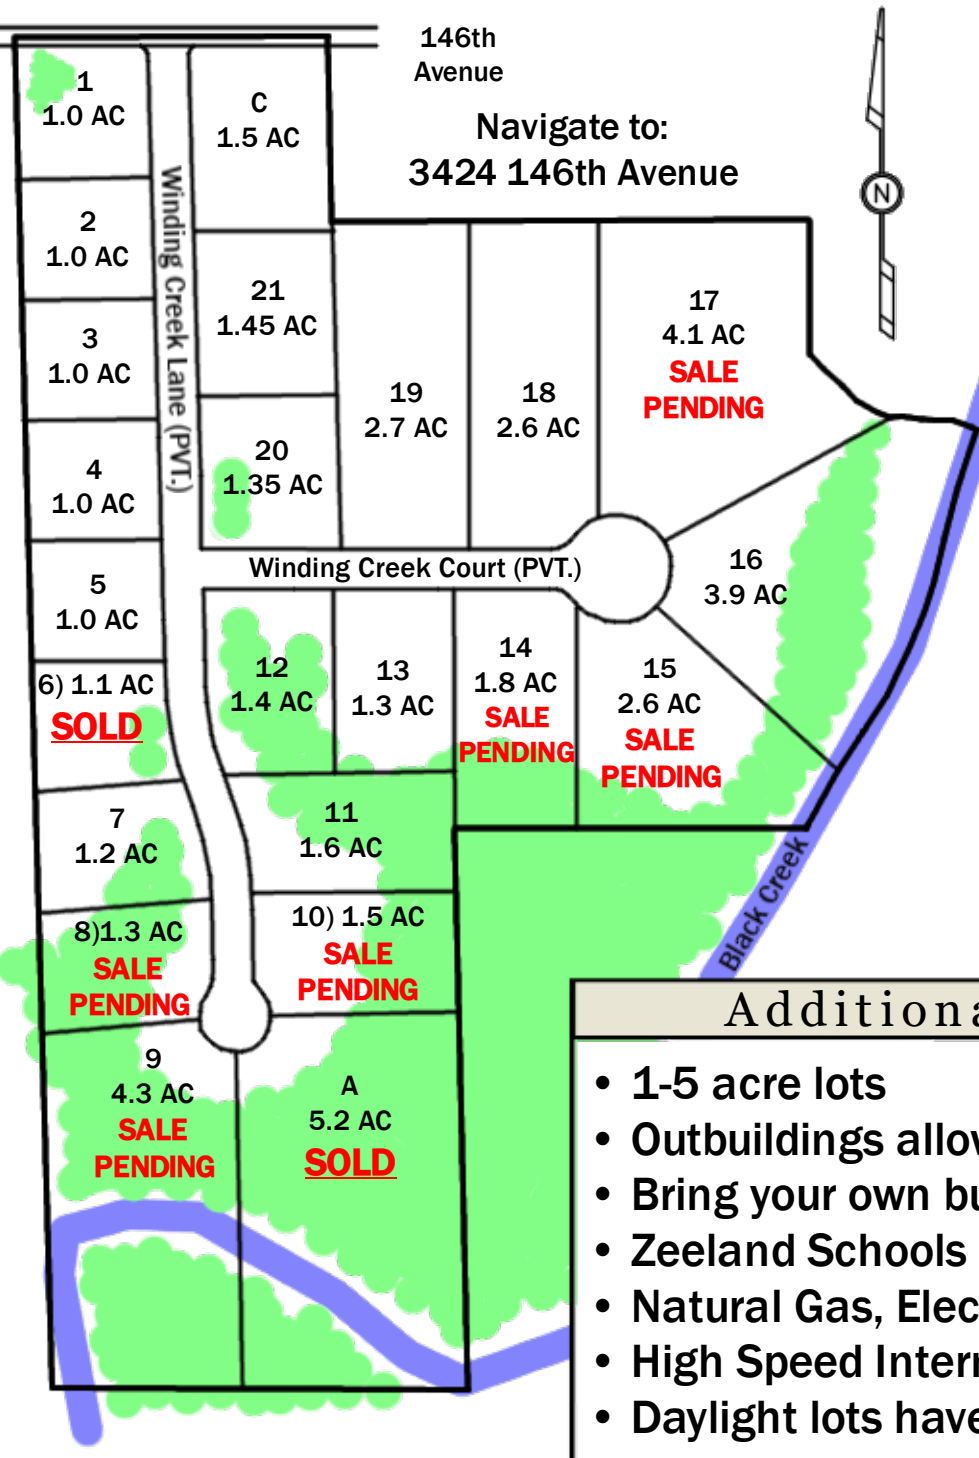 146th
Avenue
Navigate to:
3424 146th Avenue
N
1
1.0 AC
C
1.5 AC
2
1.0 AC
21
1.45 AC
3
1.0 AC
Winding Creek Lane (PVT.)
19
2.7 AC
18
2.6 AC
17
4.1 AC
SALE
PENDING
4
1.0 AC
20
1.35 AC
Winding Creek Court (PVT.)
16
3.9 AC
5
1.0 AC
6) 1.1 AC
SOLD
12
1.4 AC
13
1.3 AC
14
1.8 AC
SALE
PENDING
15
2.6 AC
SALE
PENDING
7
1.2 AC
11
1.6 AC
8)1.3 AC
SALE
PENDING
10) 1.5 AC
SALE
PENDING
Black Creek
9
4.3 AC
SALE
PENDING
A
5.2 AC
SOLD
Additiona
• 1-5 acre lots
• Outbuildings allow
• Bring your own bu
• Zeeland Schools
• Natural Gas, Elec
• High Speed Intern
• Daylight lots have